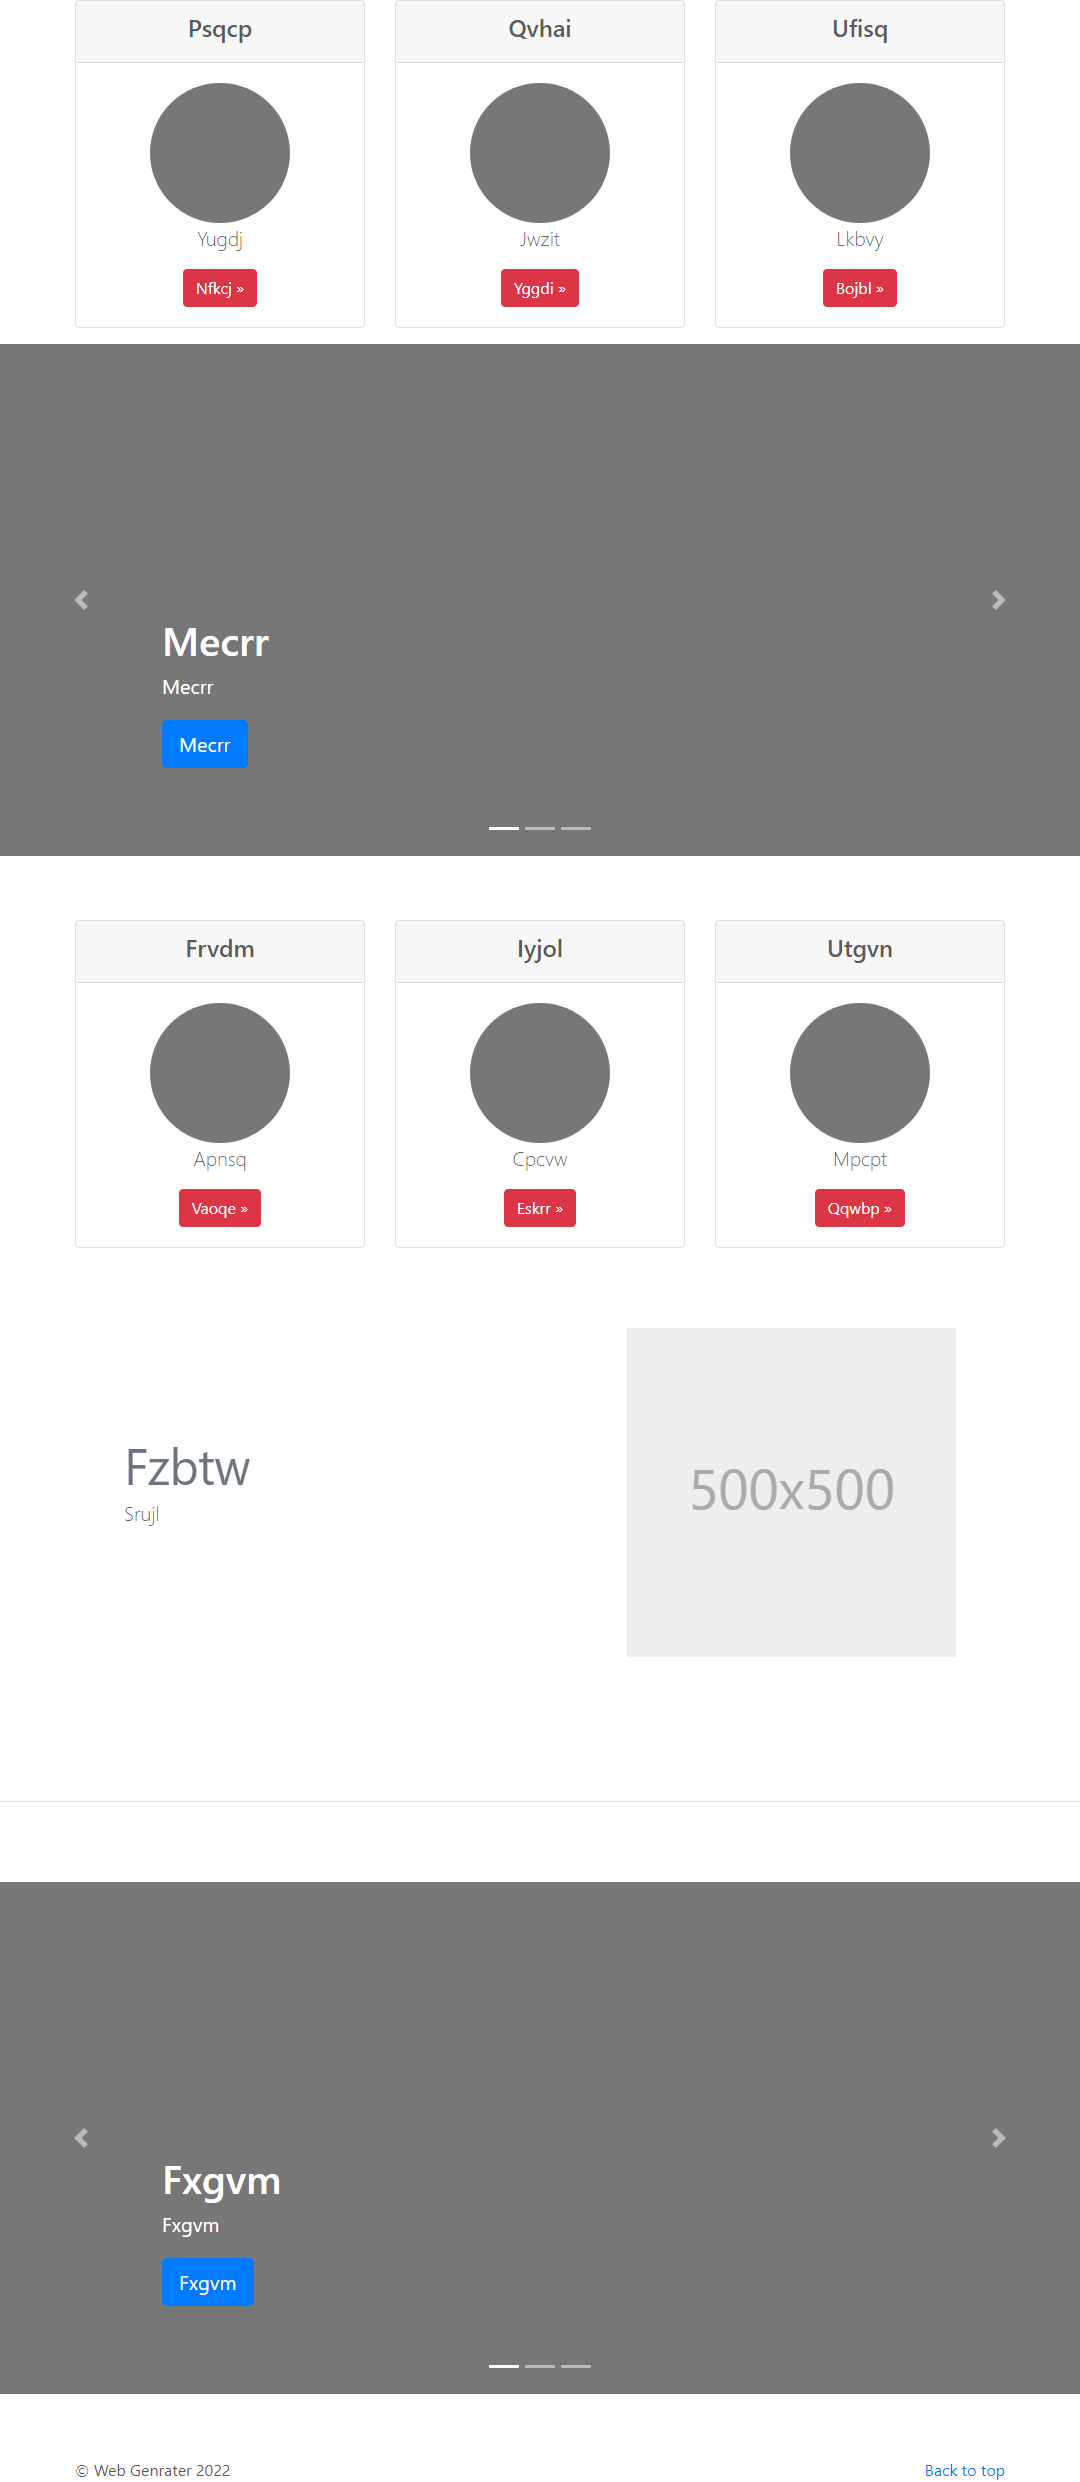 Psqcp
Qvhai
Ufisq
Yugdj
Jwzit
Lkbvy
Nfkcj »
Yggdi »
Bojbl »
Mecrr
Mecrr
Mecrr
Frvdm
Iyjol
Utgvn
Apnsq
Cpcvw
Mpcpt
Vaoqe »
Eskrr »
Qqwbp »
Fzbtw
Srujl
500x500
Fxgvm
Fxgvm
Fxgvm
© Web Genrater 2022
Back to top